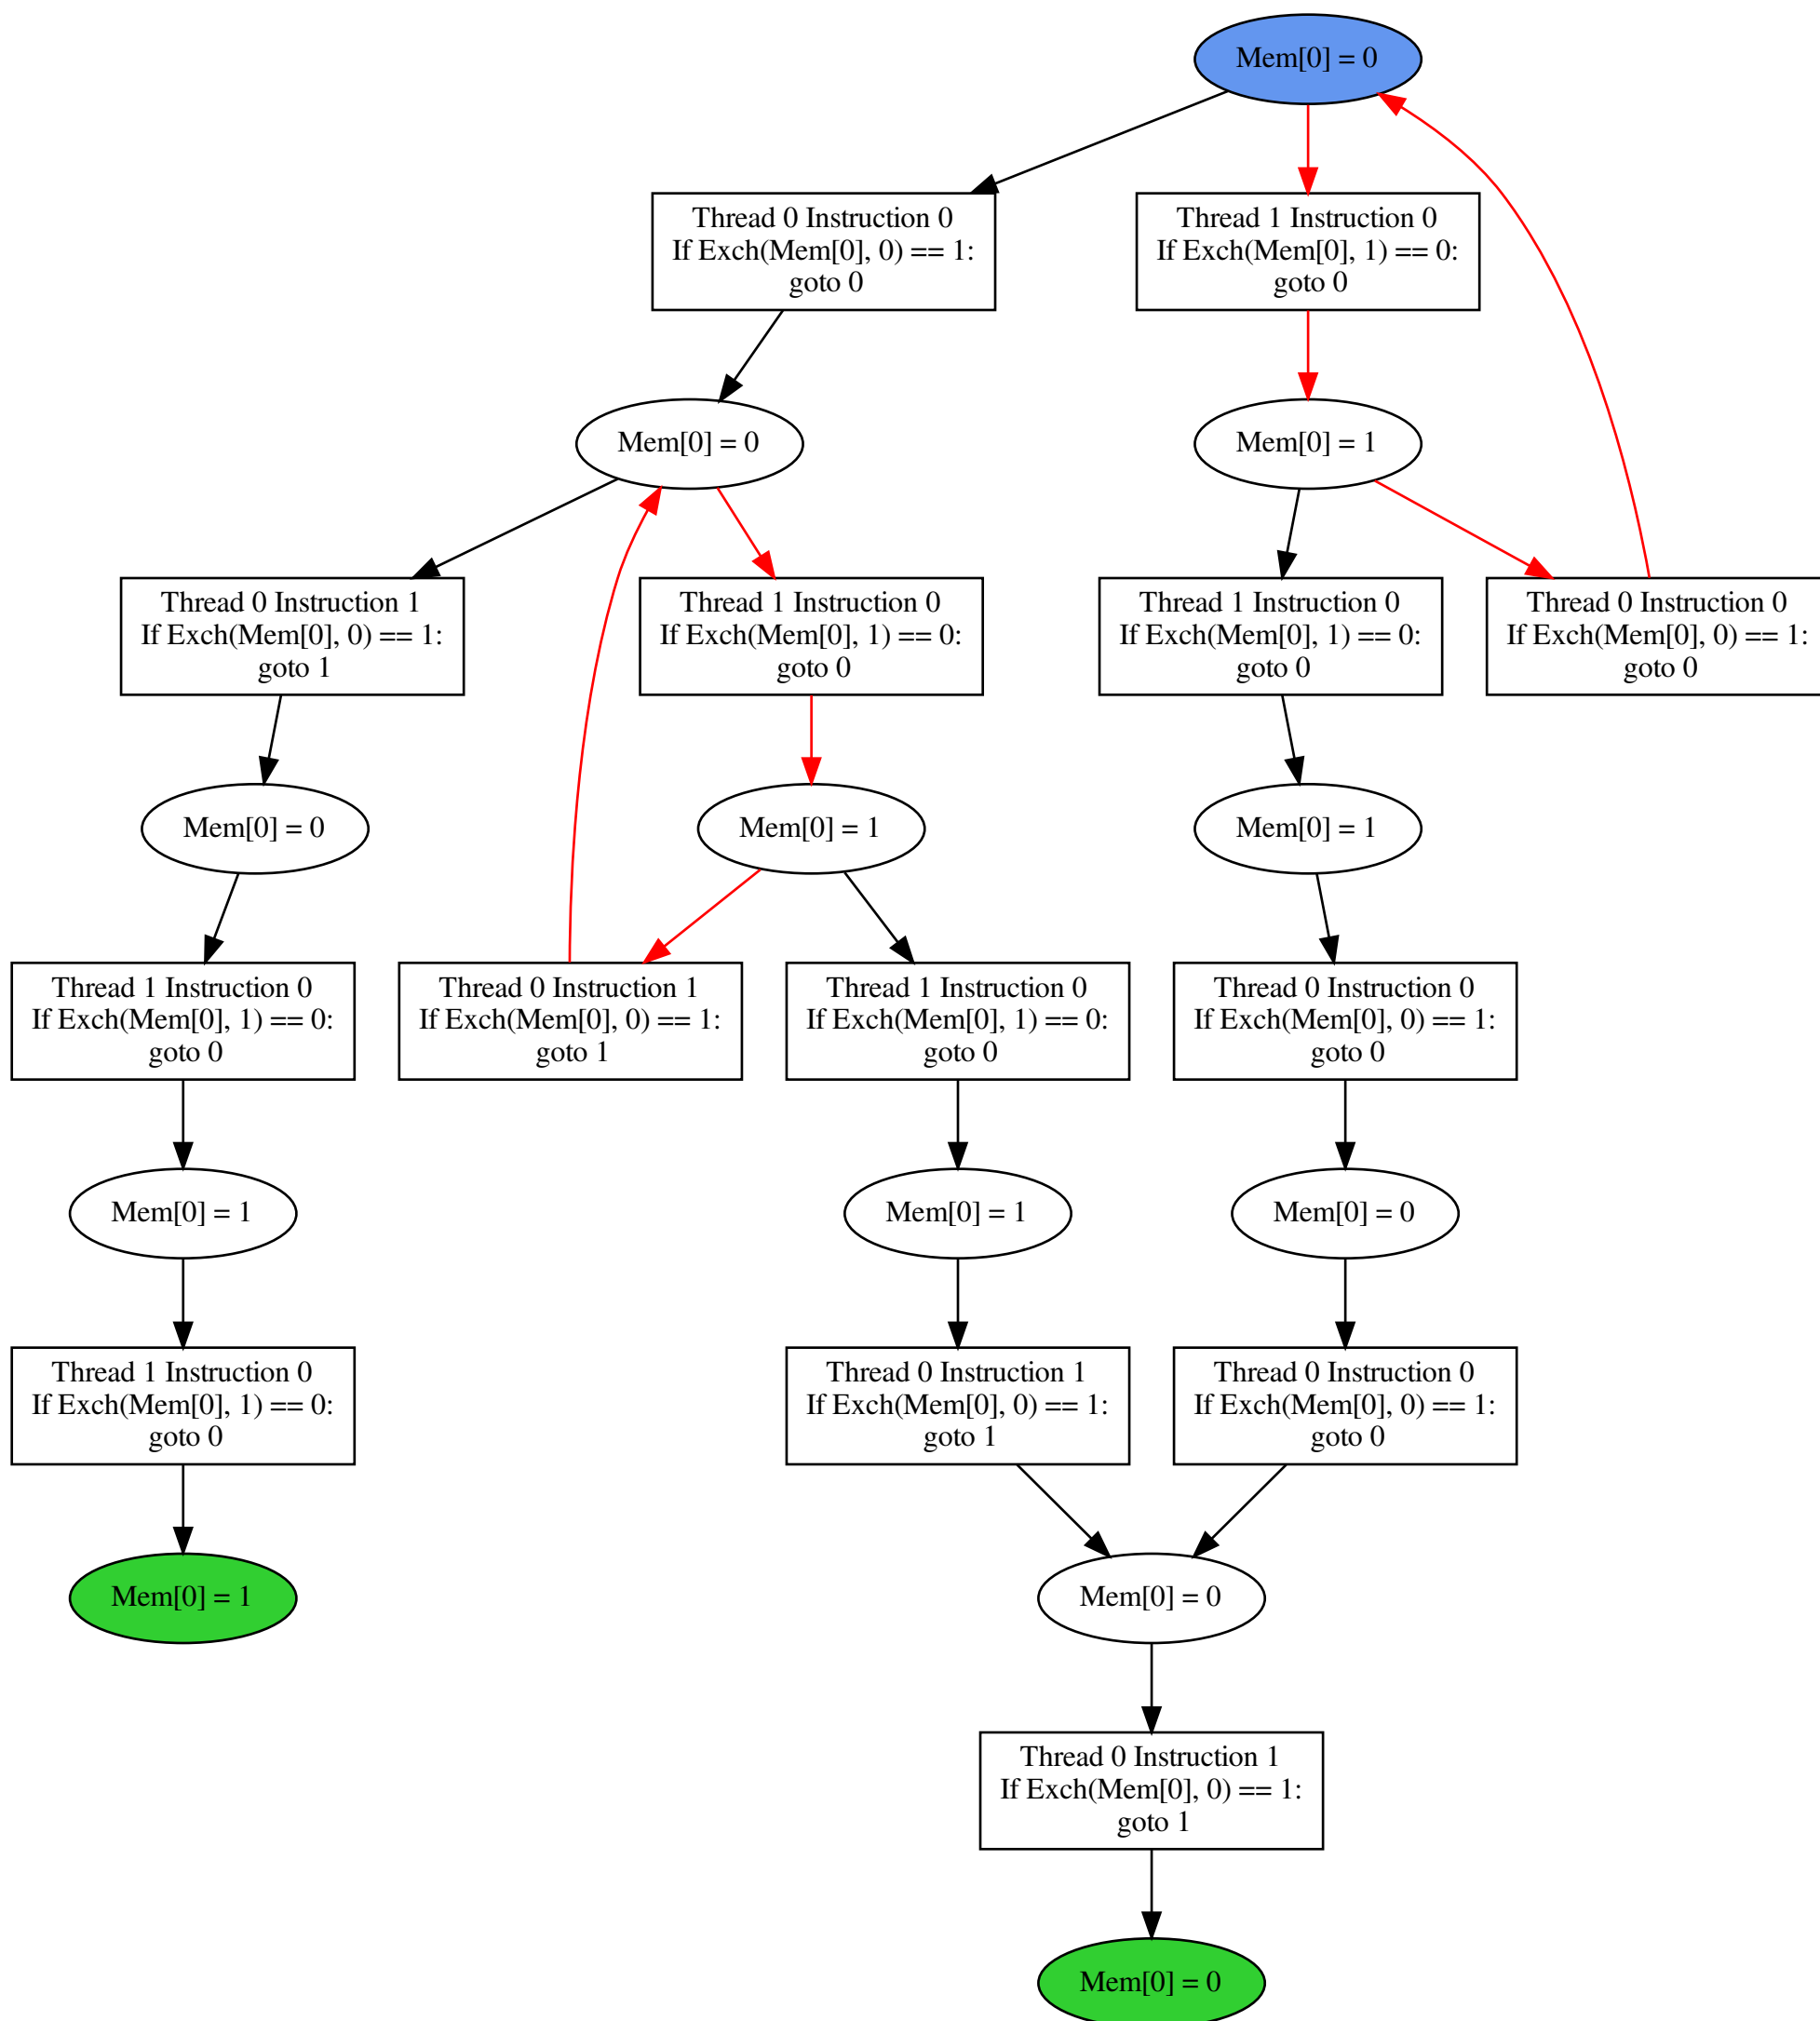 Mem[0] = 0
Thread 0 Instruction 0
If Exch(Mem[0], 0) == 1:
goto 0
Thread 1 Instruction 0
If Exch(Mem[0], 1) == 0:
goto 0
Mem[0] = 0
Mem[0] = 1
Thread 0 Instruction 1
If Exch(Mem[0], 0) == 1:
goto 1
Thread 1 Instruction 0
If Exch(Mem[0], 1) == 0:
goto 0
Thread 1 Instruction 0
If Exch(Mem[0], 1) == 0:
goto 0
Thread 0 Instruction 0
If Exch(Mem[0], 0) == 1:
goto 0
Mem[0] = 0
Mem[0] = 1
Mem[0] = 1
Thread 1 Instruction 0
If Exch(Mem[0], 1) == 0:
goto 0
Thread 0 Instruction 1
If Exch(Mem[0], 0) == 1:
goto 1
Thread 1 Instruction 0
If Exch(Mem[0], 1) == 0:
goto 0
Thread 0 Instruction 0
If Exch(Mem[0], 0) == 1:
goto 0
Mem[0] = 1
Mem[0] = 1
Mem[0] = 0
Thread 1 Instruction 0
If Exch(Mem[0], 1) == 0:
goto 0
Thread 0 Instruction 1
If Exch(Mem[0], 0) == 1:
goto 1
Thread 0 Instruction 0
If Exch(Mem[0], 0) == 1:
goto 0
Mem[0] = 1
Mem[0] = 0
Thread 0 Instruction 1
If Exch(Mem[0], 0) == 1:
goto 1
Mem[0] = 0